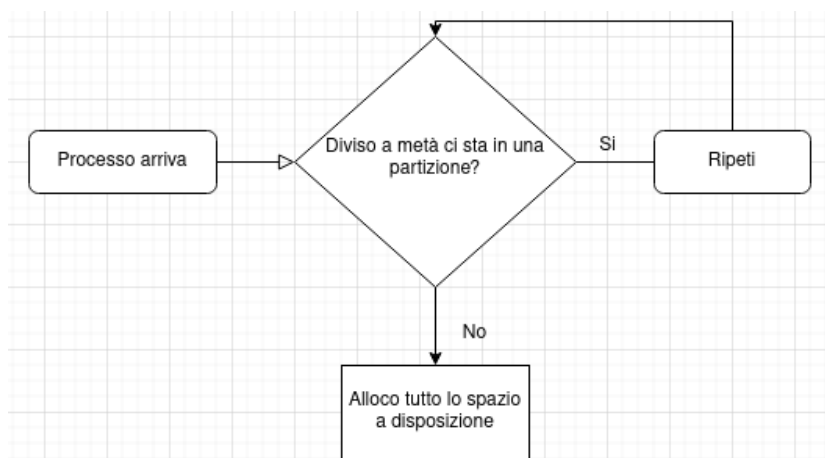 Processo arriva
Diviso a metà ci sta in una
partizione?
Si
Ripeti
No
Alloco tutto lo spazio
a disposizione